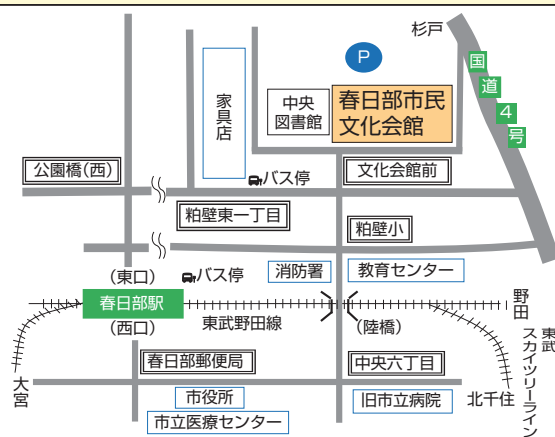 杉戸
P
国道4号
家具店
中央
図書館
春日部市民
文化会館
公園橋(西)
バス停
文化会館前
粕壁東一丁目
粕壁小
(東口)
バス停
消防署
教育センター
春日部駅
東武野田線
(陸橋)
野田
(西口)
東武
スカイツリーライン
春日部郵便局
中央六丁目
大宮
市役所
旧市立病院
北千住
市立医療センター